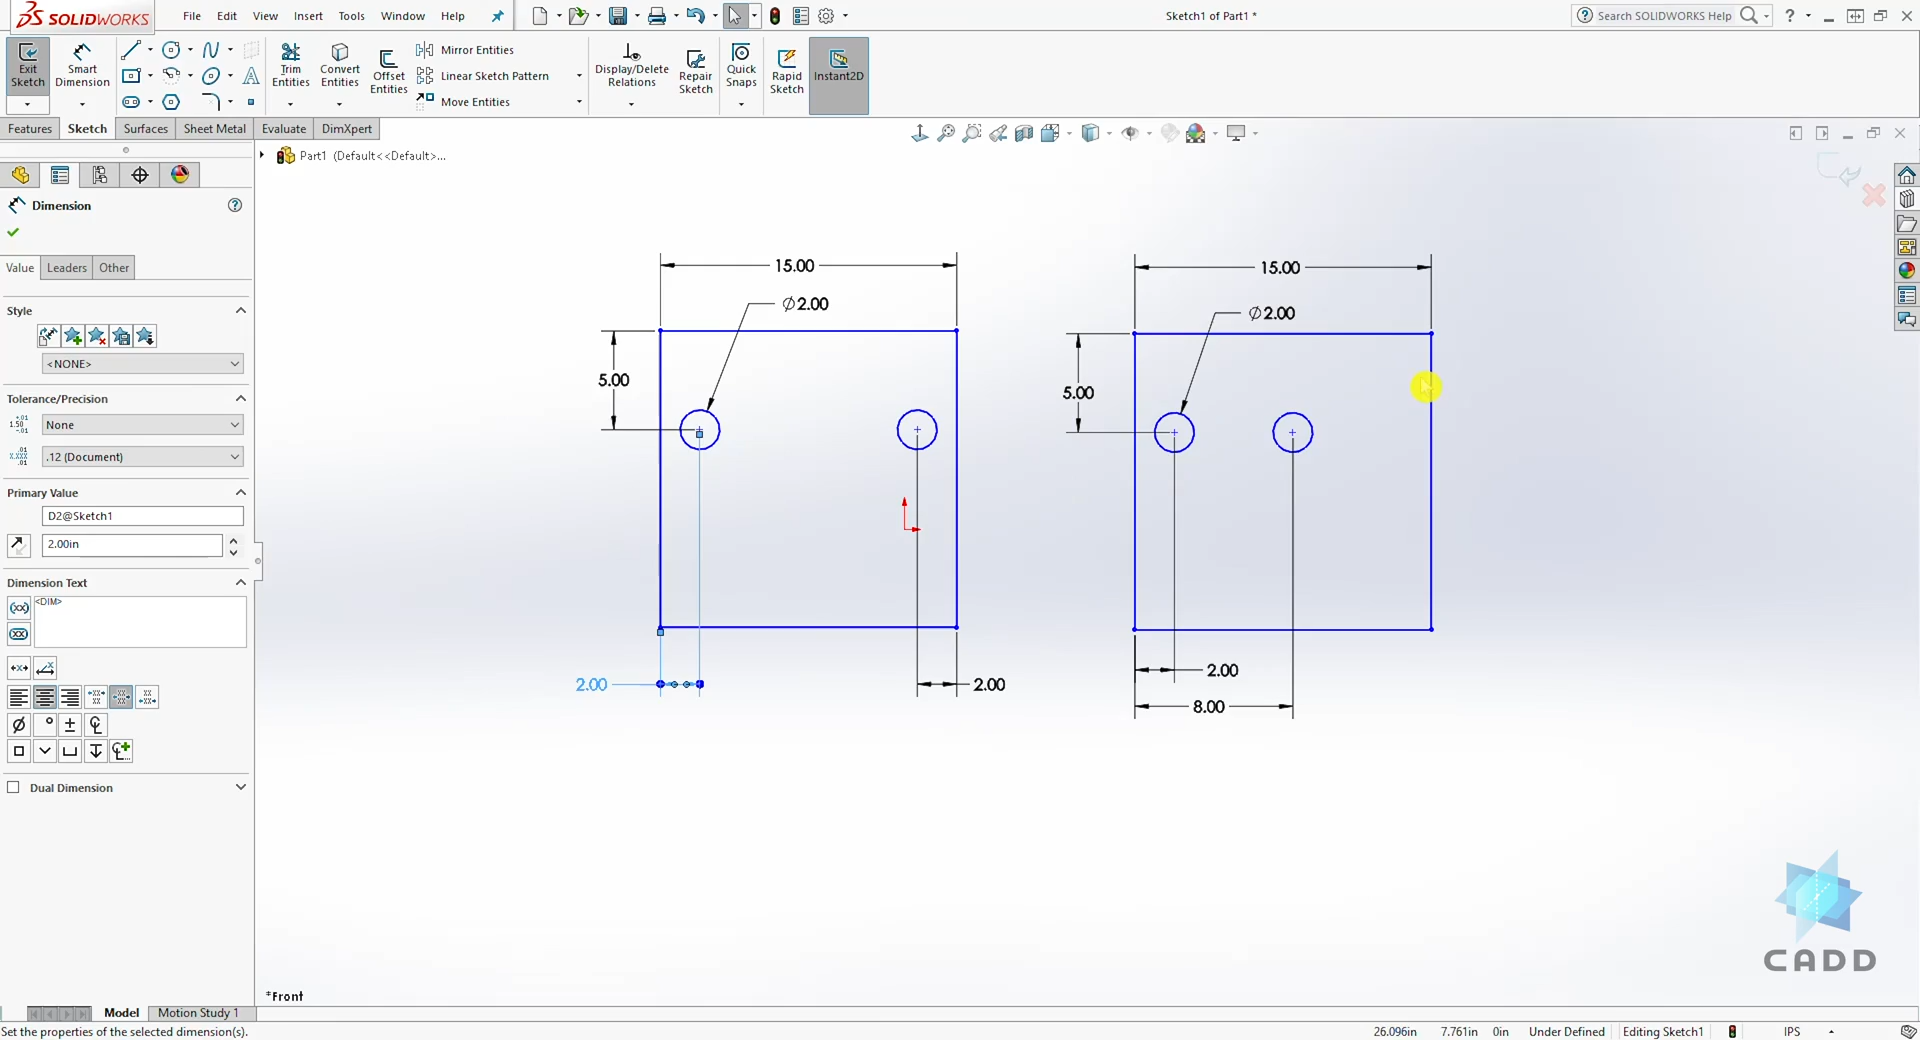 SOLIDWORKS File Edit View Insert Tools Window Help
Sketch1 of Part1 *
Search SOLIDWORKS Help
Exit Sketch
Smart Dimension
Trim Entities
Convert Entities
Offset Entities
Mirror Entities
Linear Sketch Pattern
Move Entities
Display/Delete Relations
Repair Sketch
Quick Snaps
Rapid Sketch
Instant2D
Features Sketch Surfaces Sheet Metal Evaluate DimXpert
Part1 (Default<<Default>...
Dimension
Value Leaders Other
Style
<NONE>
Tolerance/Precision
None
.12 (Document)
Primary Value
D2@Sketch1
2.00in
Dimension Text
<DIM>
Dual Dimension
15.00
∅2.00
5.00
2.00
2.00
15.00
∅2.00
5.00
2.00
8.00
CADD
*Front
Model Motion Study 1
Set the properties of the selected dimension(s).
26.096in 7.761in 0in Under Defined Editing Sketch1 IPS